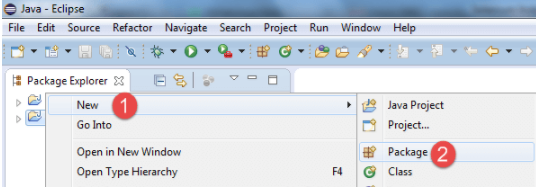 Java - Eclipse
File Edit Source Refactor Navigate Search Project Run Window Help
Package Explorer
New 1 Java Project
Go Into Project...
Open in New Window Package 2
Open Type Hierarchy F4 Class